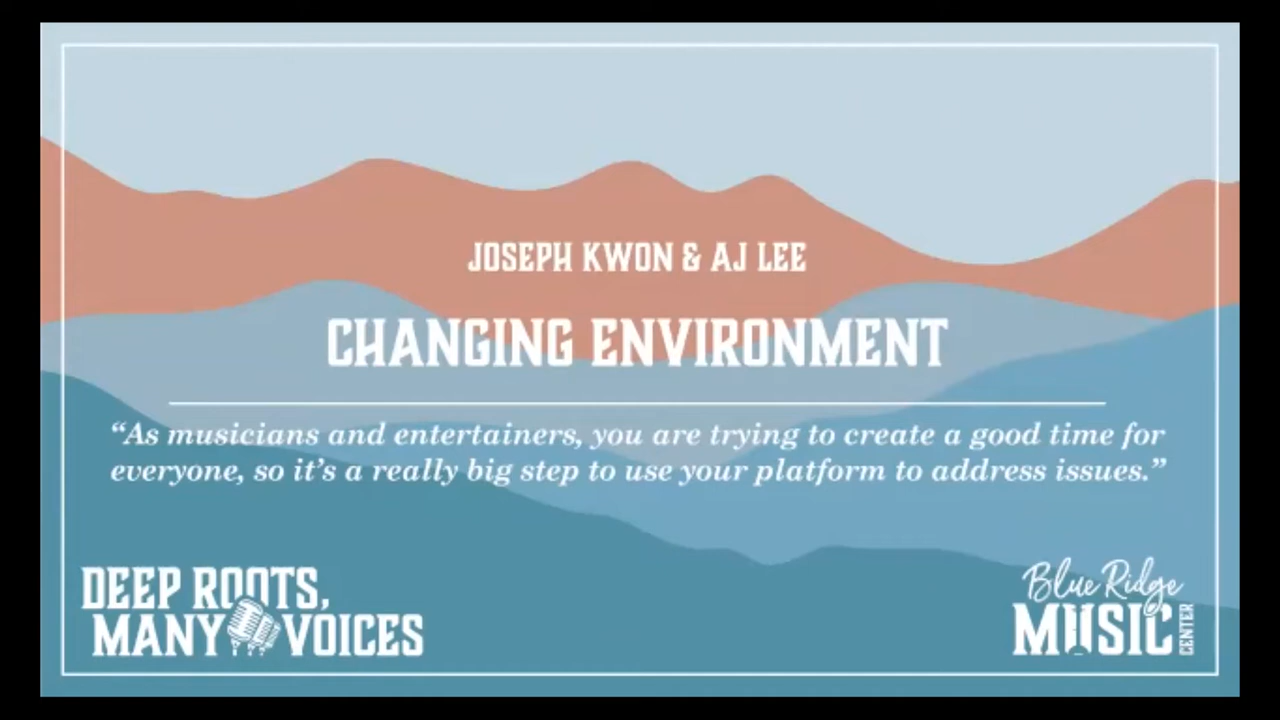 JOSEPH KWON & AJ LEE
CHANGING ENVIRONMENT
“As musicians and entertainers, you are trying to create a good time for
everyone, so it’s a really big step to use your platform to address issues.”
DEEP ROOTS,
MANY VOICES
Blue Ridge
MUSIC
CENTER